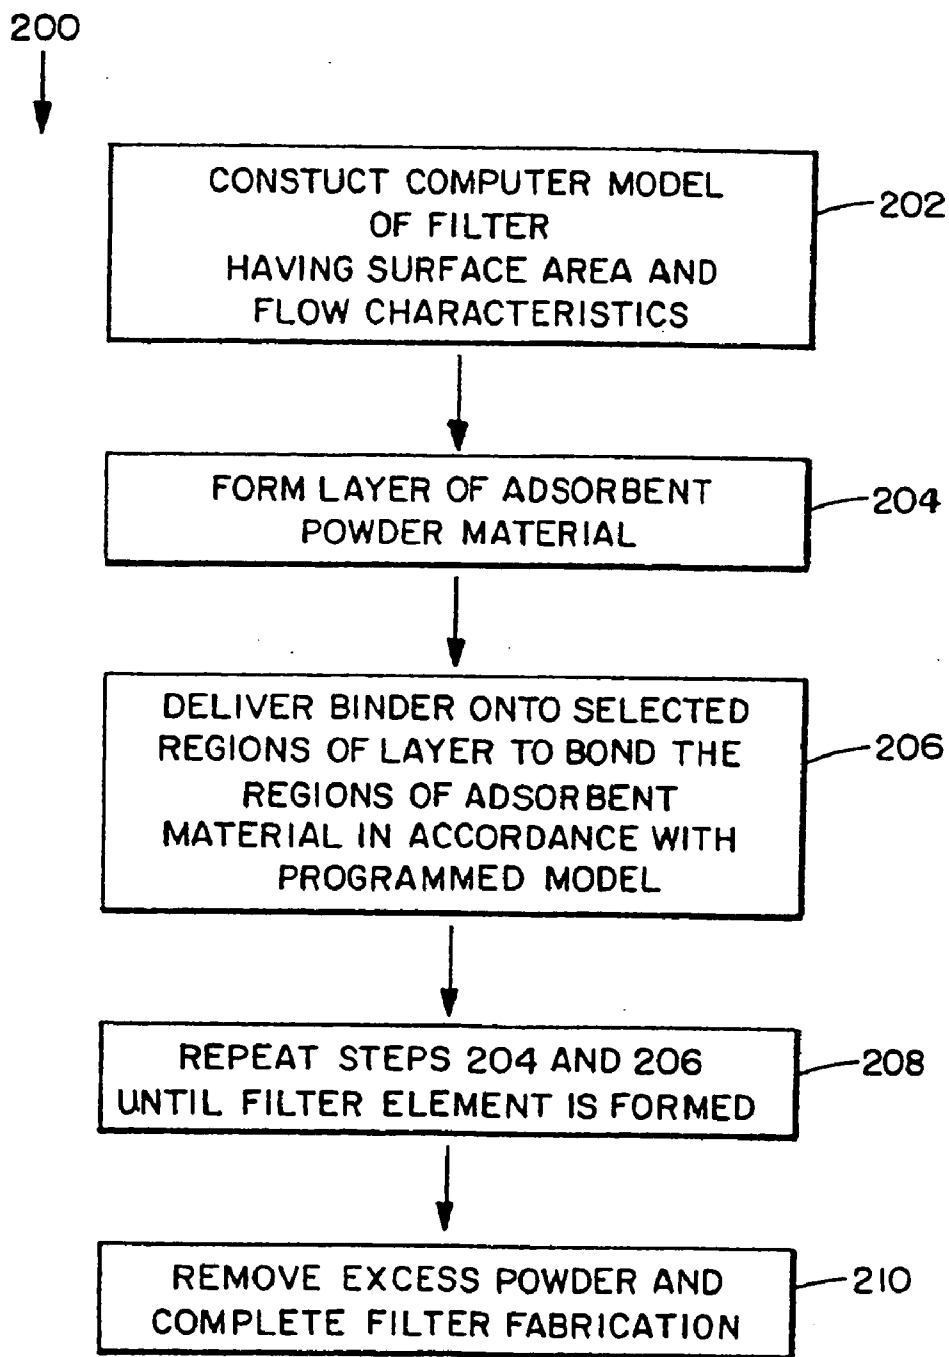 200
CONSTUCT COMPUTER MODEL
OF FILTER
HAVING SURFACE AREA AND
FLOW CHARACTERISTICS
202
FORM LAYER OF ADSORBENT
POWDER MATERIAL
204
DELIVER BINDER ONTO SELECTED
REGIONS OF LAYER TO BOND THE
REGIONS OF ADSORBENT
MATERIAL IN ACCORDANCE WITH
PROGRAMMED MODEL
206
REPEAT STEPS 204 AND 206
UNTIL FILTER ELEMENT IS FORMED
208
REMOVE EXCESS POWDER AND
COMPLETE FILTER FABRICATION
210